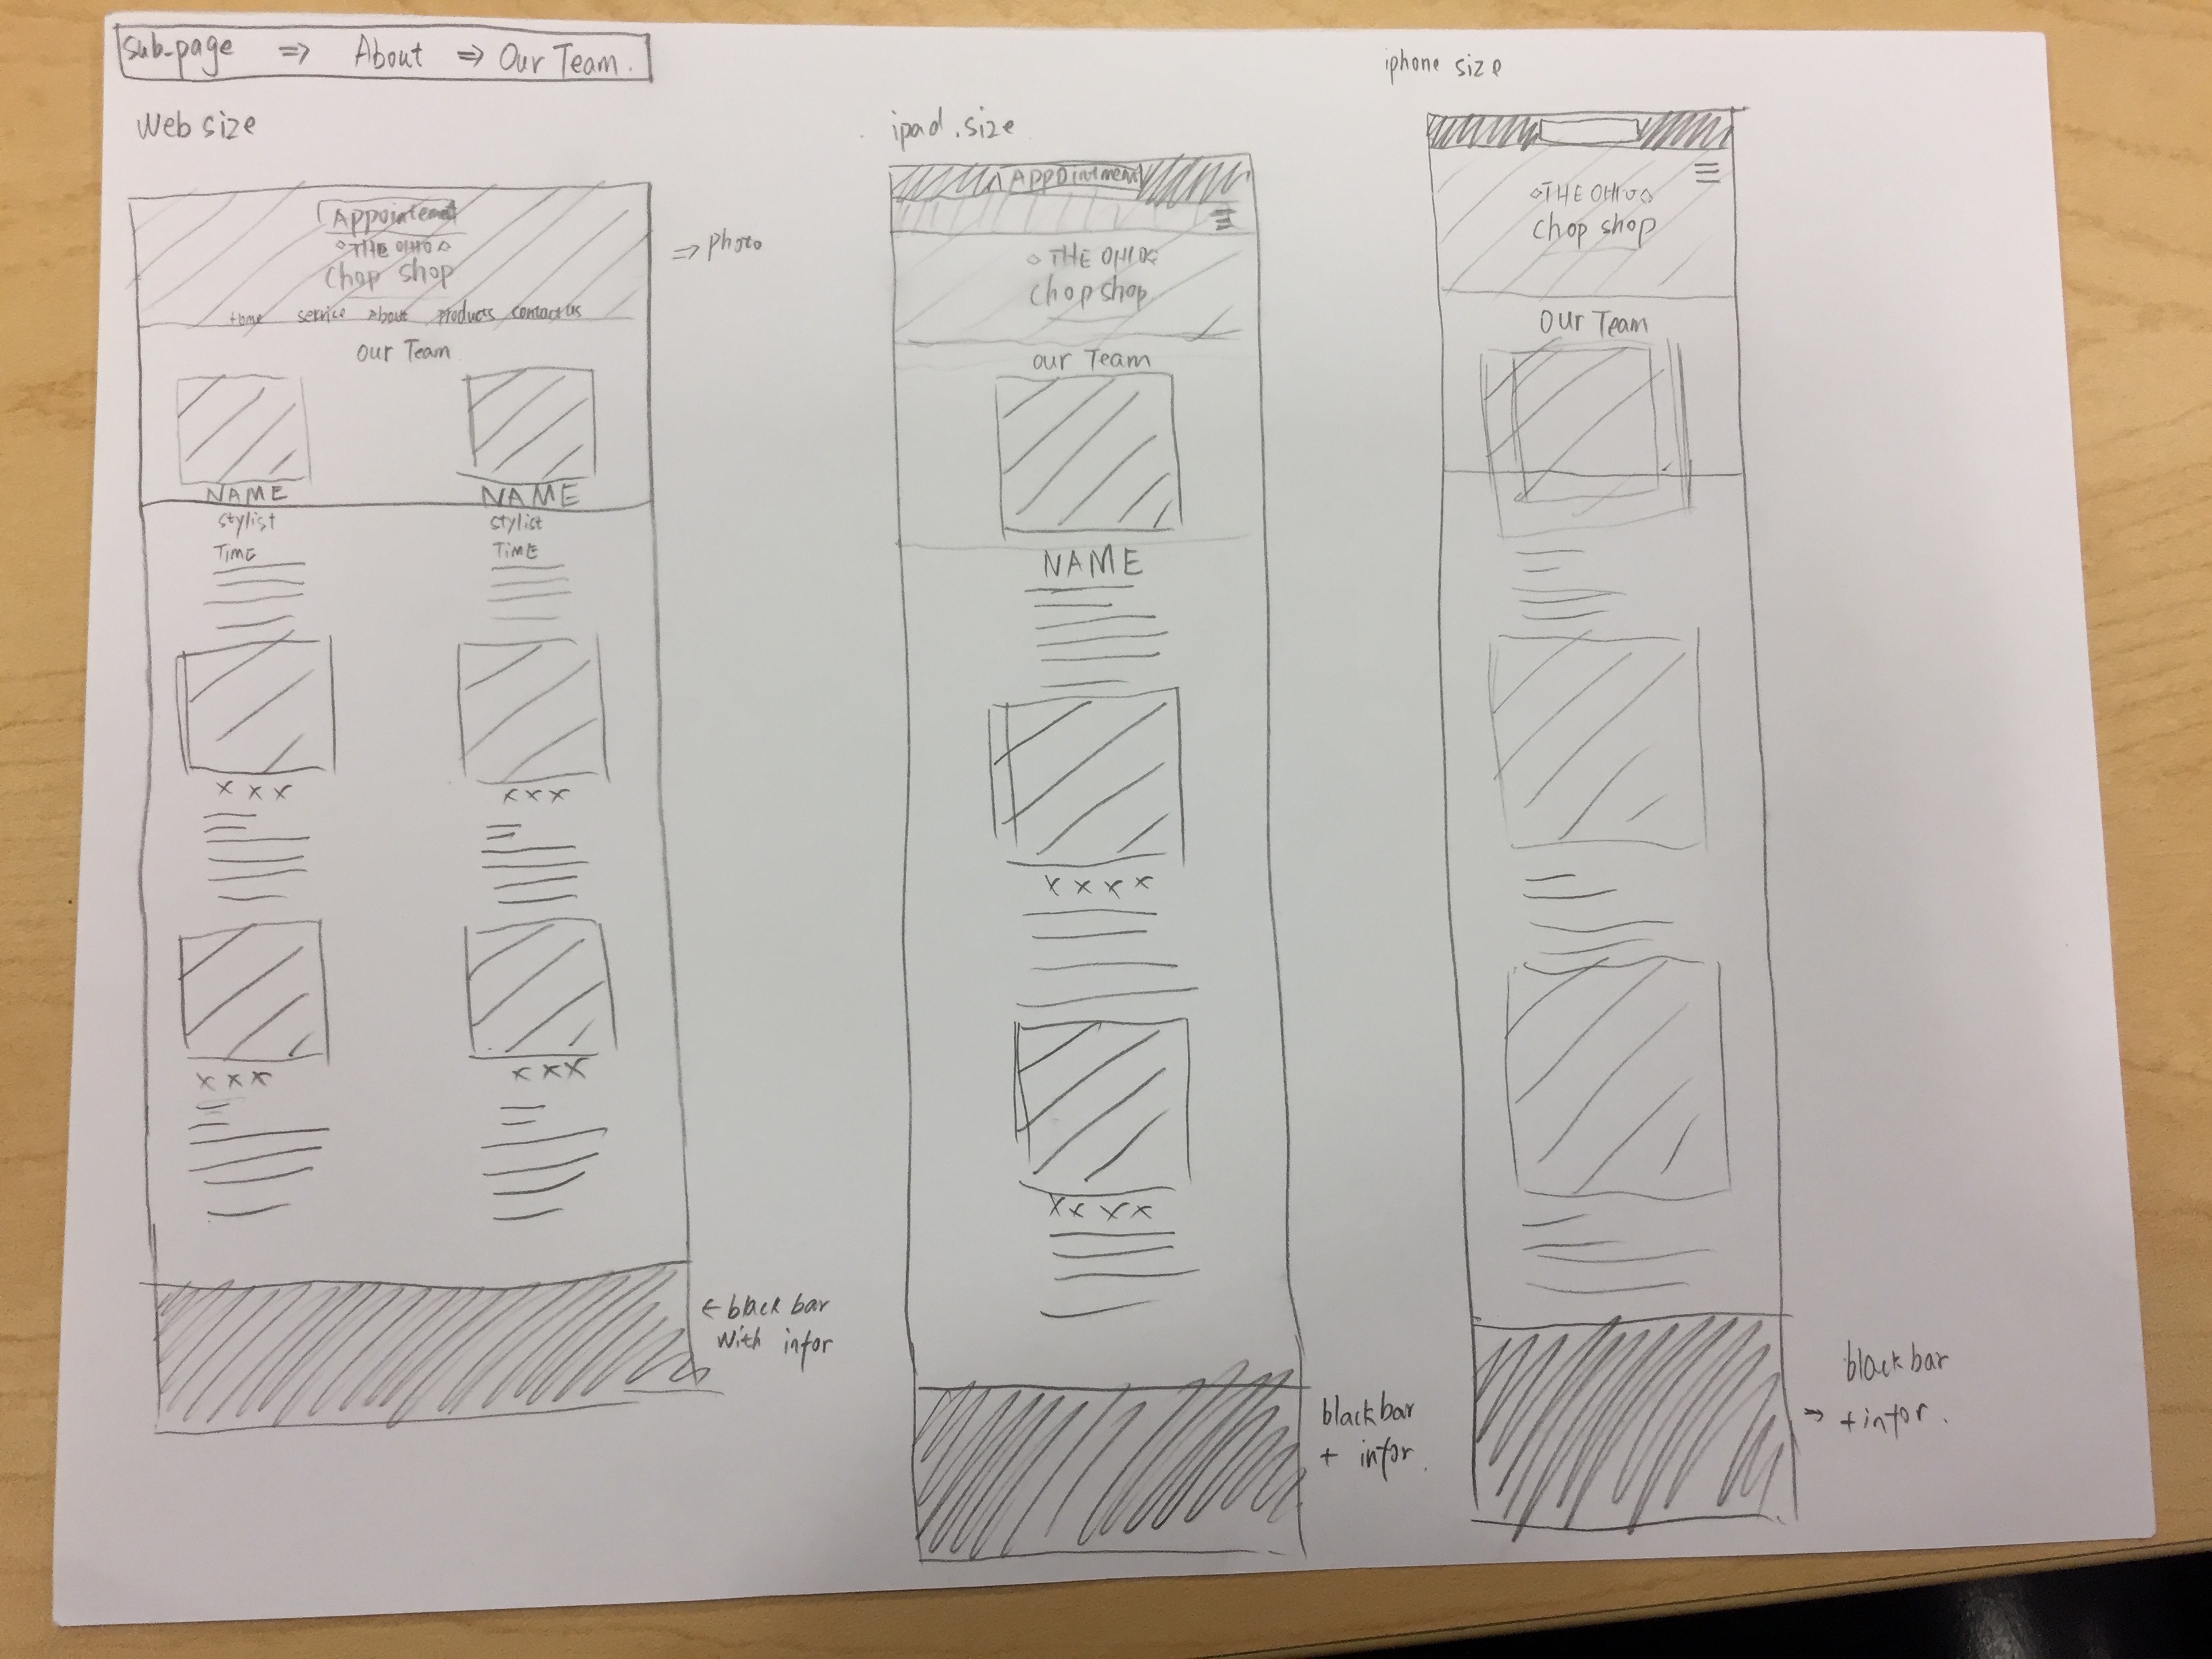 sub-page ⇒ About ⇒ Our Team.
Web size
Appointment
◇THE OHIO◇
Chop shop
Home service About products contact us
⇒ photo
our Team
NAME NAME
stylist stylist
TIME TIME
x x x x x x
x x x x x x
← black bar
with infor
ipad .size
Appointment
◇ THE OHIO◇
Chop shop
our Team
NAME
x x x x
x x x x
black bar
+ infor.
iphone size
◇THE OHIO◇
Chop shop
Our Team
black bar
⇒ + infor.